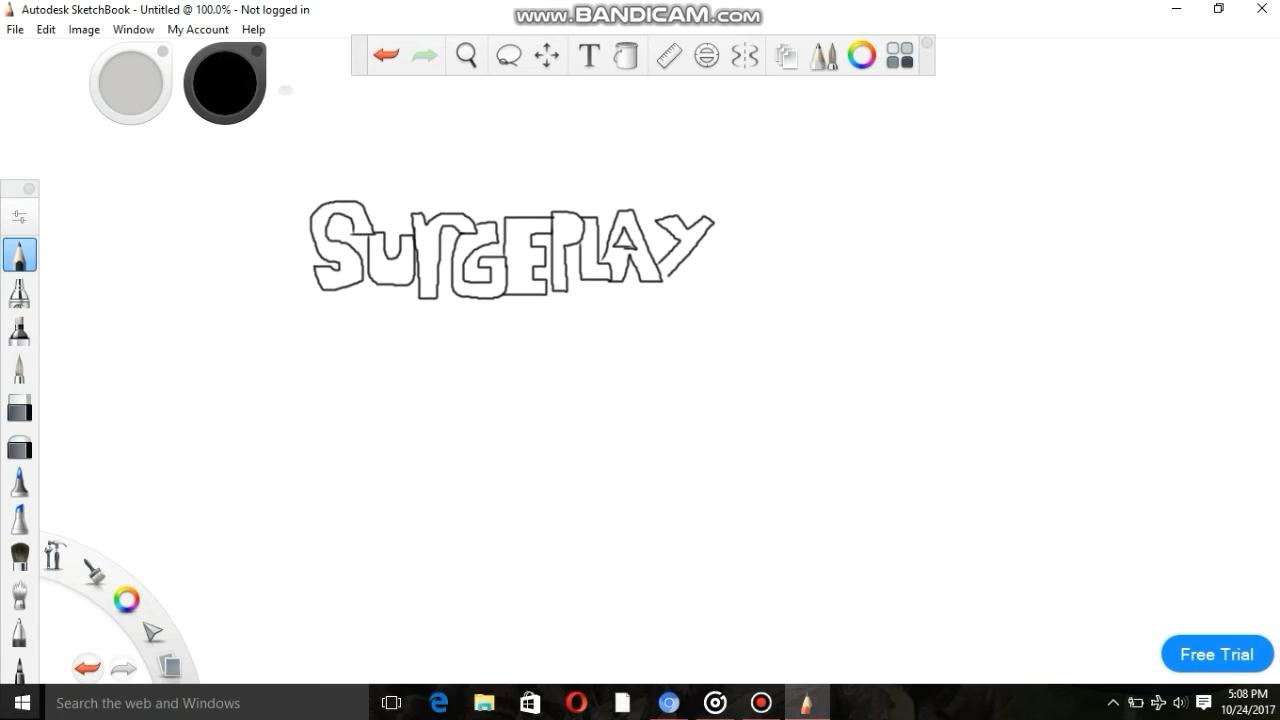 Autodesk SketchBook - Untitled @ 100.0% - Not logged in
www.BANDICAM.com
File Edit Image Window My Account Help
T
SurGEPLAY
Free Trial
Search the web and Windows
5:08 PM
10/24/2017